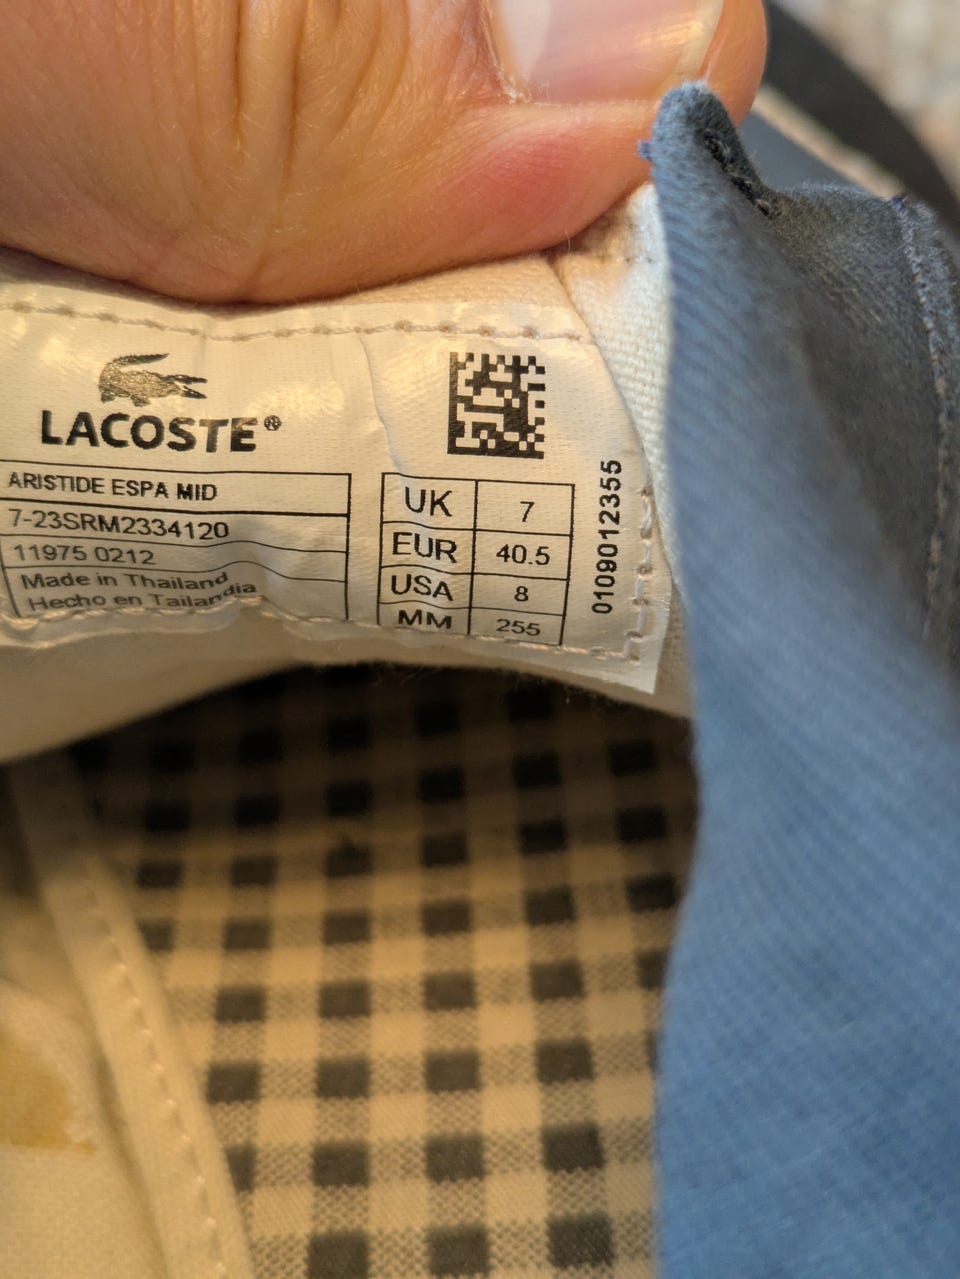 LACOSTE®
ARISTIDE ESPA MID
7-23SRM2334120
11975 0212
Made in Thailand
Hecho en Tailandia
UK 7
EUR 40.5
USA 8
MM 255
0109012355